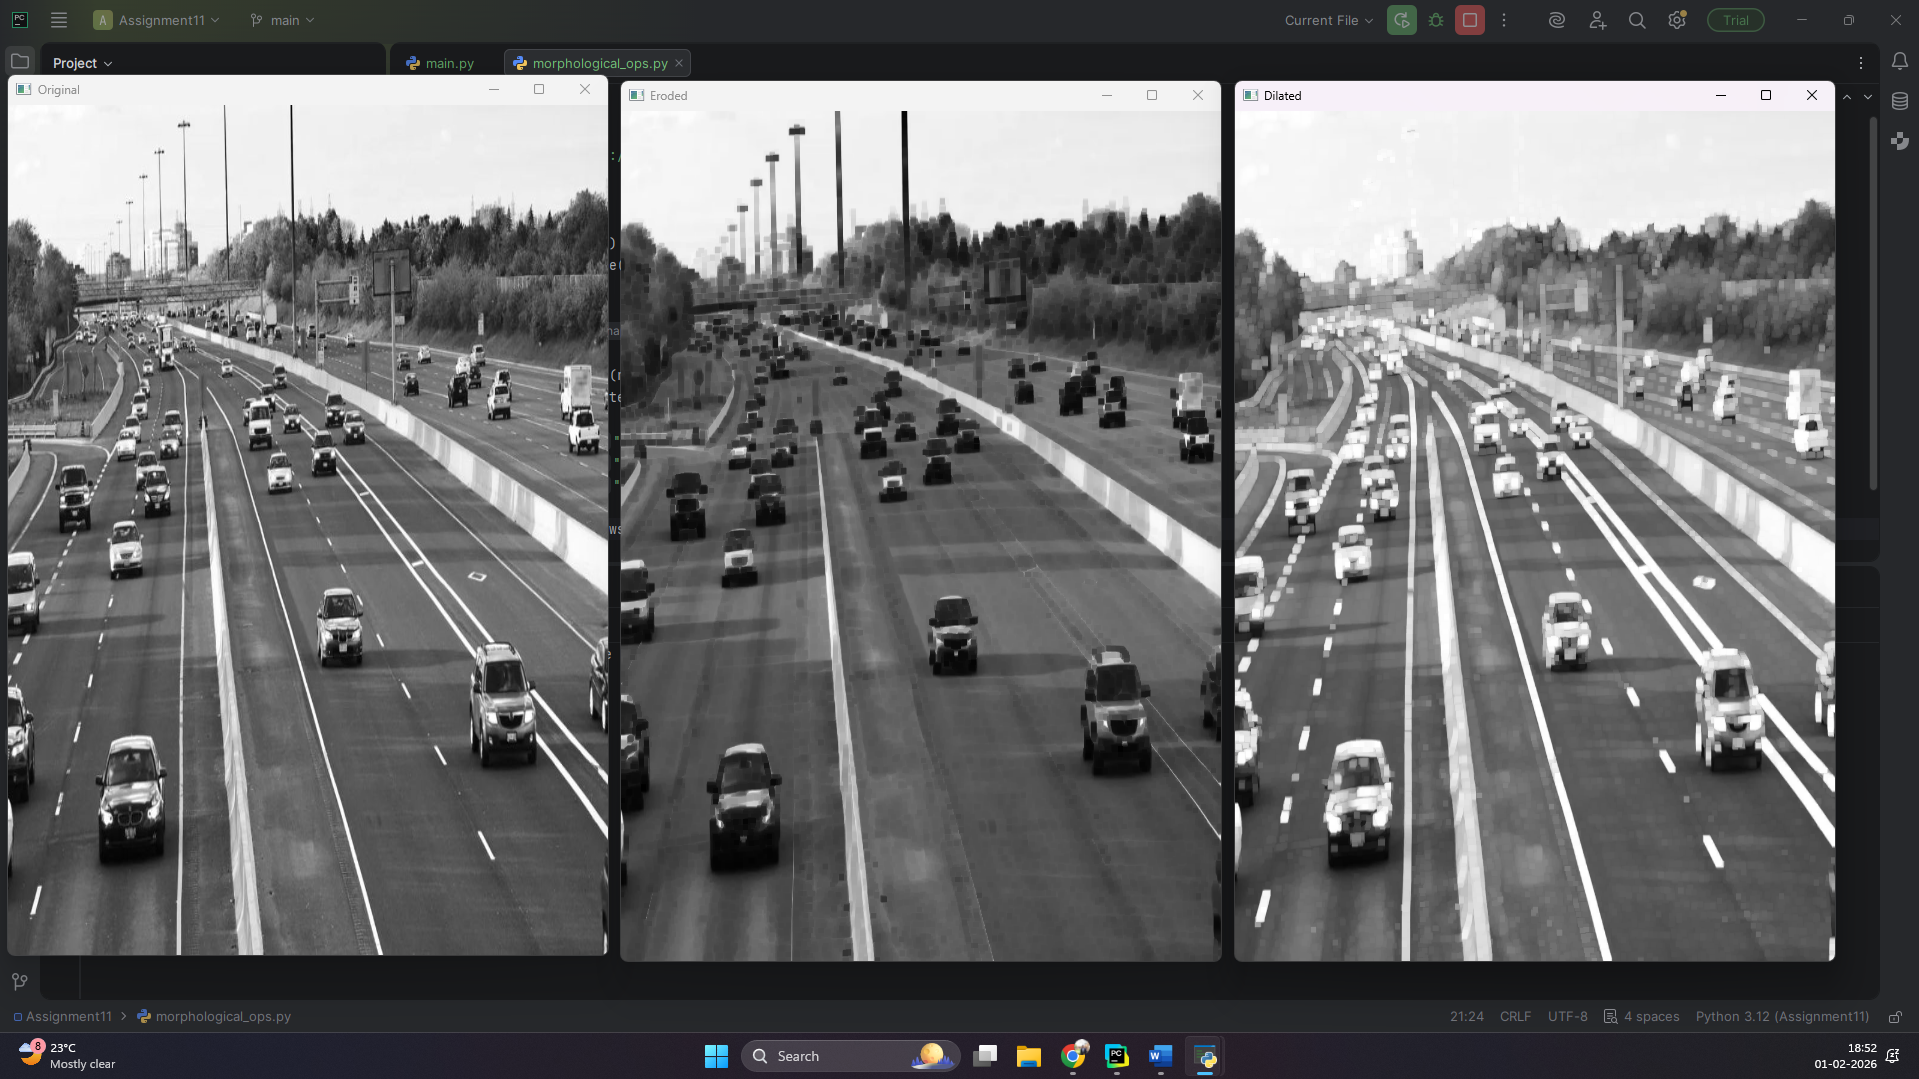 PC
A Assignment11
main
Current File
Trial
Project
main.py
morphological_ops.py
Original
Eroded
Dilated
Assignment11 > morphological_ops.py
21:24
CRLF
UTF-8
4 spaces
Python 3.12 (Assignment11)
8
23°C
Mostly clear
Search
PC
W
18:52
01-02-2026